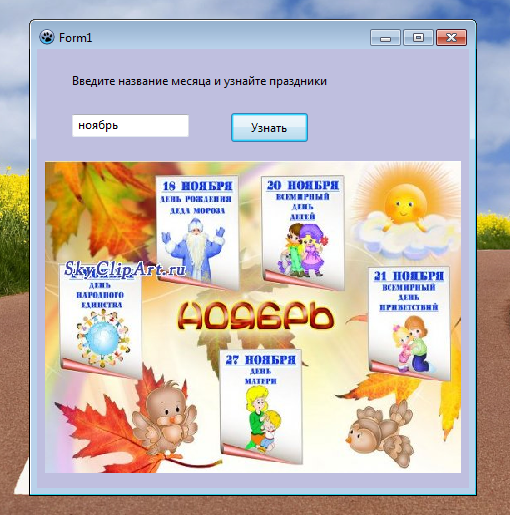 Form1
Введите название месяца и узнайте праздники
ноябрь
Узнать
18 НОЯБРЯ
ДЕНЬ РОЖДЕНИЯ
ДЕДА МОРОЗА
20 НОЯБРЯ
ВСЕМИРНЫЙ
ДЕНЬ
ДЕТЕЙ
SkyClipArt.ru
ДЕНЬ
НАРОДНОГО
ЕДИНСТВА
НОЯБРЬ
21 НОЯБРЯ
ВСЕМИРНЫЙ
ДЕНЬ
ПРИВЕТСТВИЙ
27 НОЯБРЯ
ДЕНЬ
МАТЕРИ